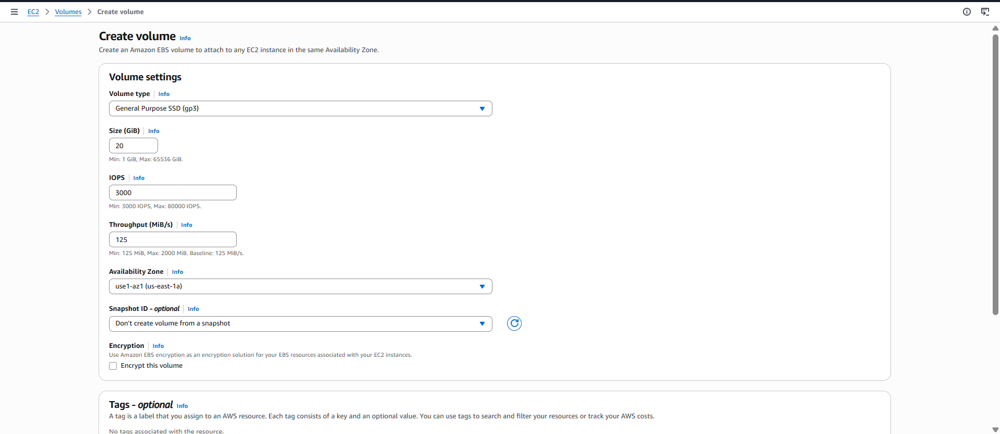 EC2 > Volumes > Create volume
Create volume Info
Create an Amazon EBS volume to attach to any EC2 instance in the same Availability Zone.
Volume settings
Volume type Info
General Purpose SSD (gp3)
Size (GiB) Info
20
Min: 1 GiB, Max: 65536 GiB.
IOPS Info
3000
Min: 3000 IOPS, Max: 80000 IOPS.
Throughput (MiB/s) Info
125
Min: 125 MiB, Max: 2000 MiB. Baseline: 125 MiB/s.
Availability Zone Info
use1-az1 (us-east-1a)
Snapshot ID - optional Info
Don't create volume from a snapshot
Encryption Info
Use Amazon EBS encryption as an encryption solution for your EBS resources associated with your EC2 instances.
Encrypt this volume
Tags - optional Info
A tag is a label that you assign to an AWS resource. Each tag consists of a key and an optional value. You can use tags to search and filter your resources or track your AWS costs.
No tags associated with the resource.